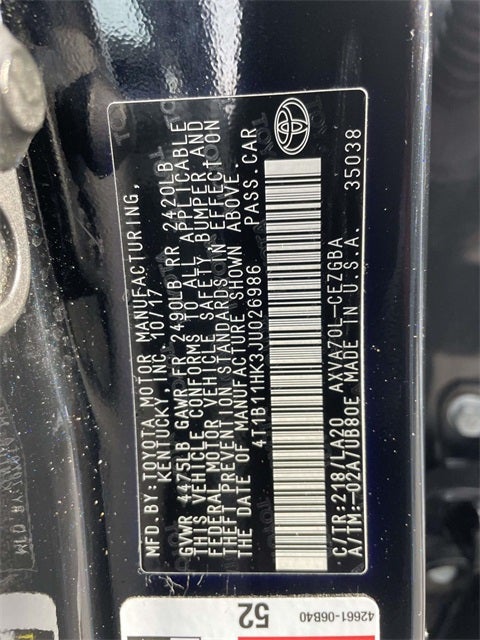 MFD.BY:TOYOTA MOTOR MANUFACTURING,
KENTUCKY, INC. 10/17
GVWR 4475LB GAWR FR 2490LB RR 2420LB
THIS VEHICLE CONFORMS TO ALL APPLICABLE
FEDERAL MOTOR VEHICLE SAFETY, BUMPER, AND
THEFT PREVENTION STANDARDS IN EFFECT ON
THE DATE OF MANUFACTURE SHOWN ABOVE.
4T1B11HK3JU026986 PASS.CAR
C/TR:218/LA20 AXVA70L-CEZGBA
A/TM:-02A/UB80E MADE IN U.S.A. 35038
52
42661-06B40